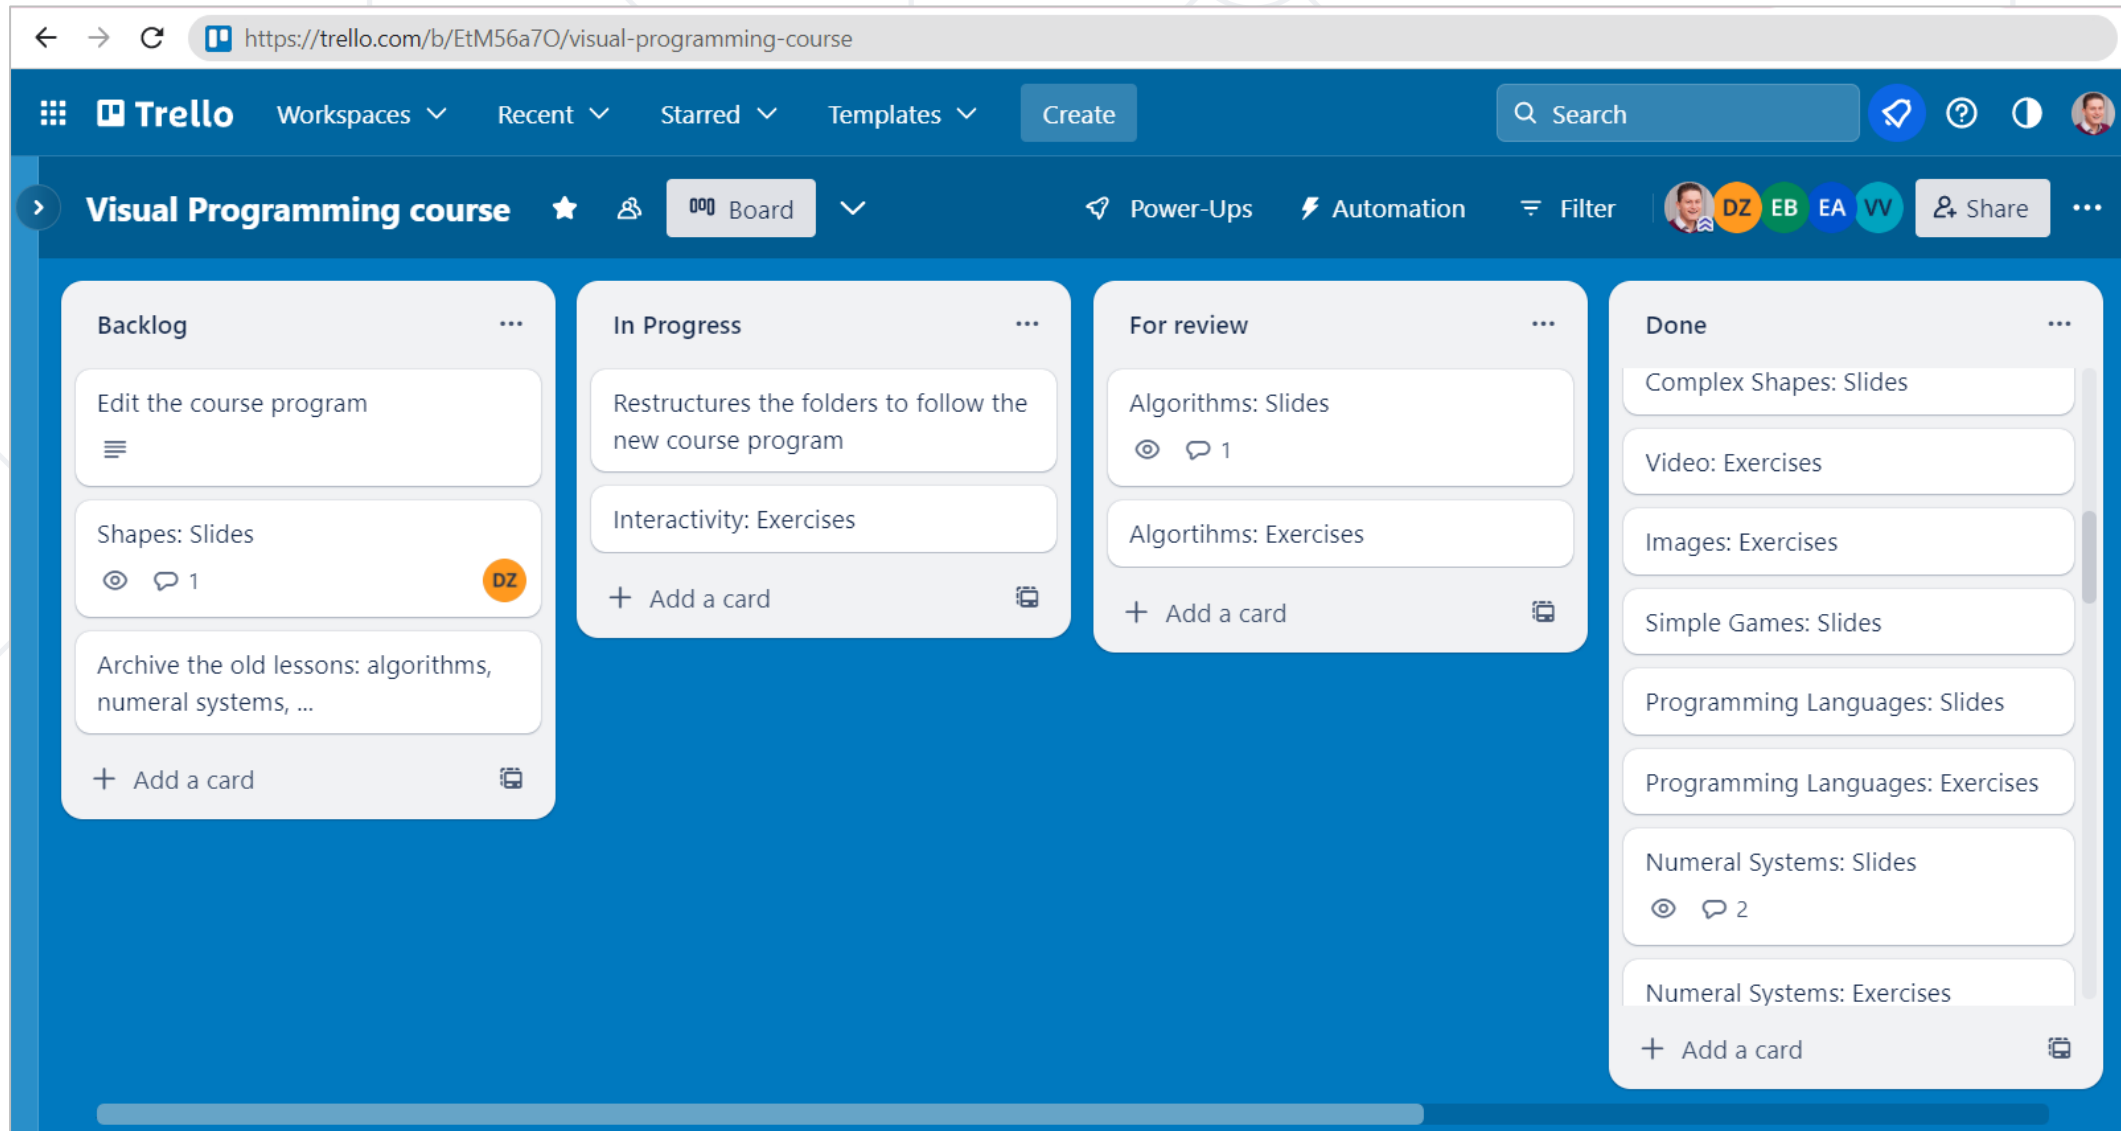 https://trello.com/b/EtM56a7O/visual-programming-course
Trello Workspaces Recent Starred Templates Create Search
Visual Programming course Board Power-Ups Automation Filter DZ EB EA VV Share
Backlog
Edit the course program
Shapes: Slides
1 DZ
Archive the old lessons: algorithms,
numeral systems, ...
Add a card
In Progress
Restructures the folders to follow the
new course program
Interactivity: Exercises
Add a card
For review
Algorithms: Slides
1
Algortihms: Exercises
Add a card
Done
Complex Shapes: Slides
Video: Exercises
Images: Exercises
Simple Games: Slides
Programming Languages: Slides
Programming Languages: Exercises
Numeral Systems: Slides
2
Numeral Systems: Exercises
Add a card